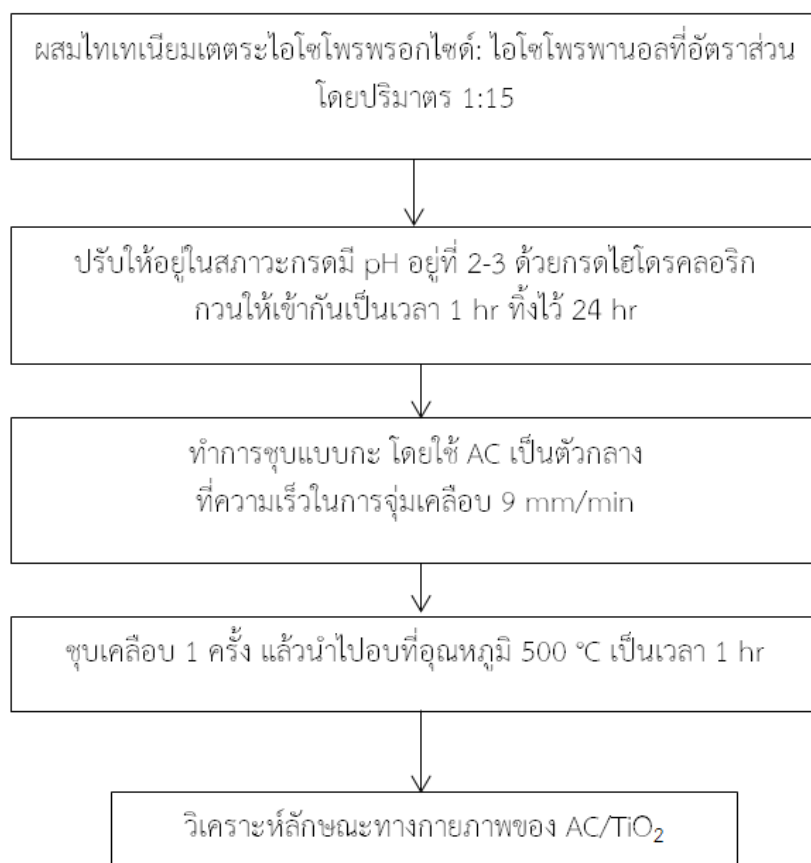 ผสมไทเทเนียมเตตระไอโซโพรพรอกไซด์: ไอโซโพรพานอลที่อัตราส่วน
โดยปริมาตร 1:15
ปรับให้อยู่ในสภาวะกรดมี pH อยู่ที่ 2-3 ด้วยกรดไฮโดรคลอริก
กวนให้เข้ากันเป็นเวลา 1 hr ทิ้งไว้ 24 hr
ทำการชุบแบบกะ โดยใช้ AC เป็นตัวกลาง
ที่ความเร็วในการจุ่มเคลือบ 9 mm/min
ชุบเคลือบ 1 ครั้ง แล้วนำไปอบที่อุณหภูมิ 500 °C เป็นเวลา 1 hr
วิเคราะห์ลักษณะทางกายภาพของ AC/TiO₂